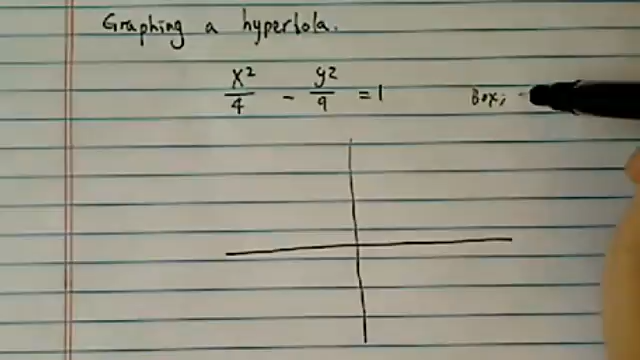 Graphing a hyperbola.
x²/4 - y²/9 = 1
Box;